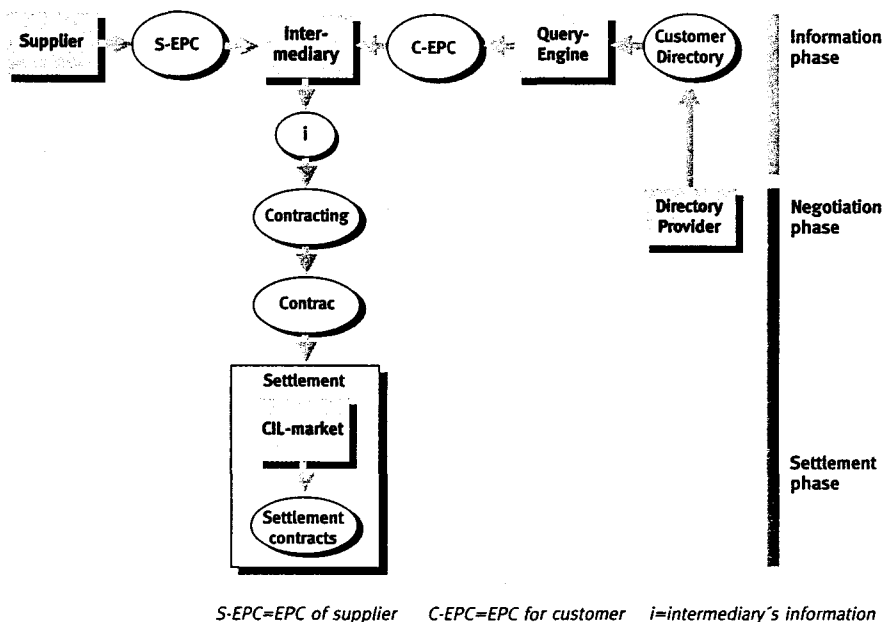 Supplier
S-EPC
Inter-
mediary
C-EPC
Query-
Engine
Customer
Directory
Information
phase
i
Contracting
Directory
Provider
Negotiation
phase
Contrac
Settlement
CIL-market
Settlement
contracts
Settlement
phase
S-EPC=EPC of supplier C-EPC=EPC for customer i=intermediary´s information